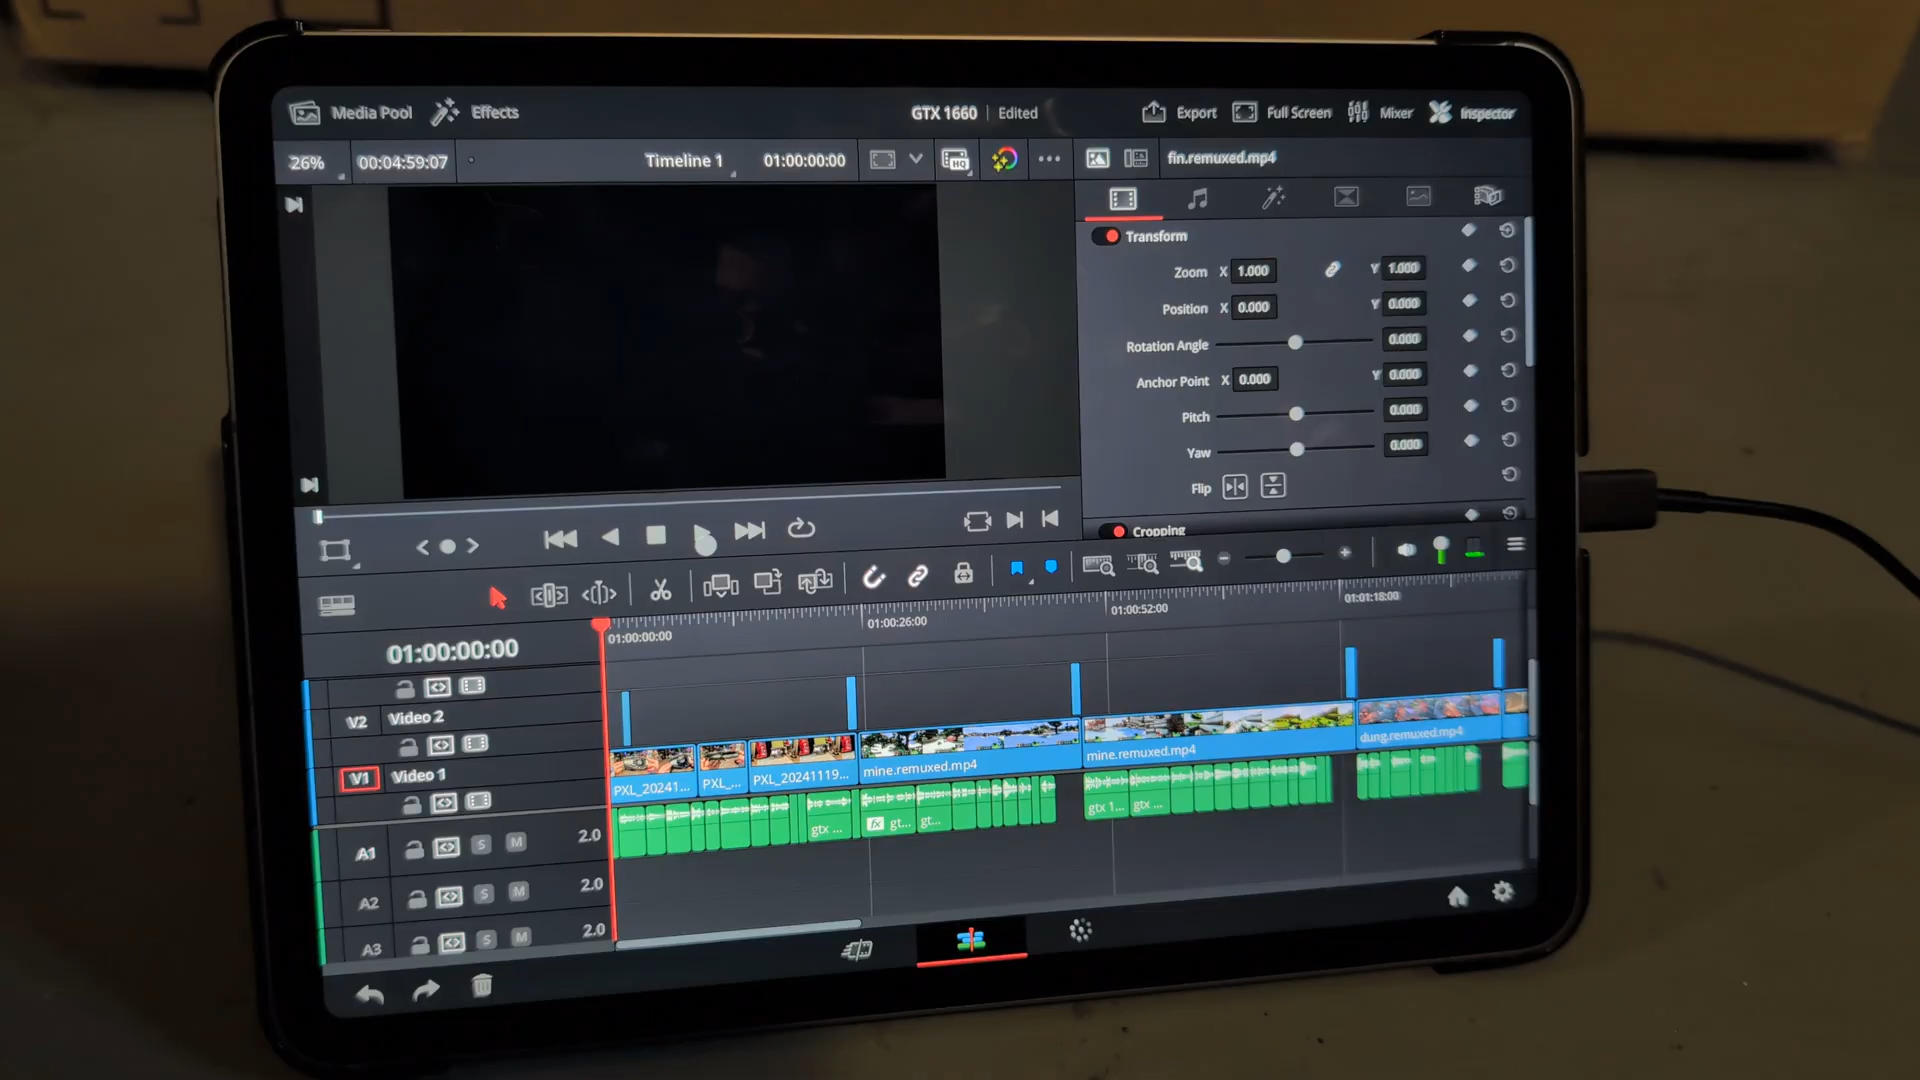 Media Pool Effects GTX 1660 Edited Export Full Screen Mixer Inspector
26% 00:04:59:07 Timeline 1 01:00:00:00 HQ ••• fin.remuxed.mp4
Transform
Zoom X 1.000 Y 1.000
Position X 0.000 Y 0.000
Rotation Angle 0.000
Anchor Point X 0.000 Y 0.000
Pitch 0.000
Yaw 0.000
Flip
Cropping
01:00:00:00 01:00:26:00 01:00:52:00 01:01:18:00
01:00:00:00
V2 Video 2
V1 Video 1
PXL_20241... PXL_... PXL_20241119... mine.remuxed.mp4 mine.remuxed.mp4 dung.remuxed.mp4
gtx ... fx gt... gt... gtx 1... gtx ...
A1 S M 2.0
A2 S M 2.0
A3 S M 2.0